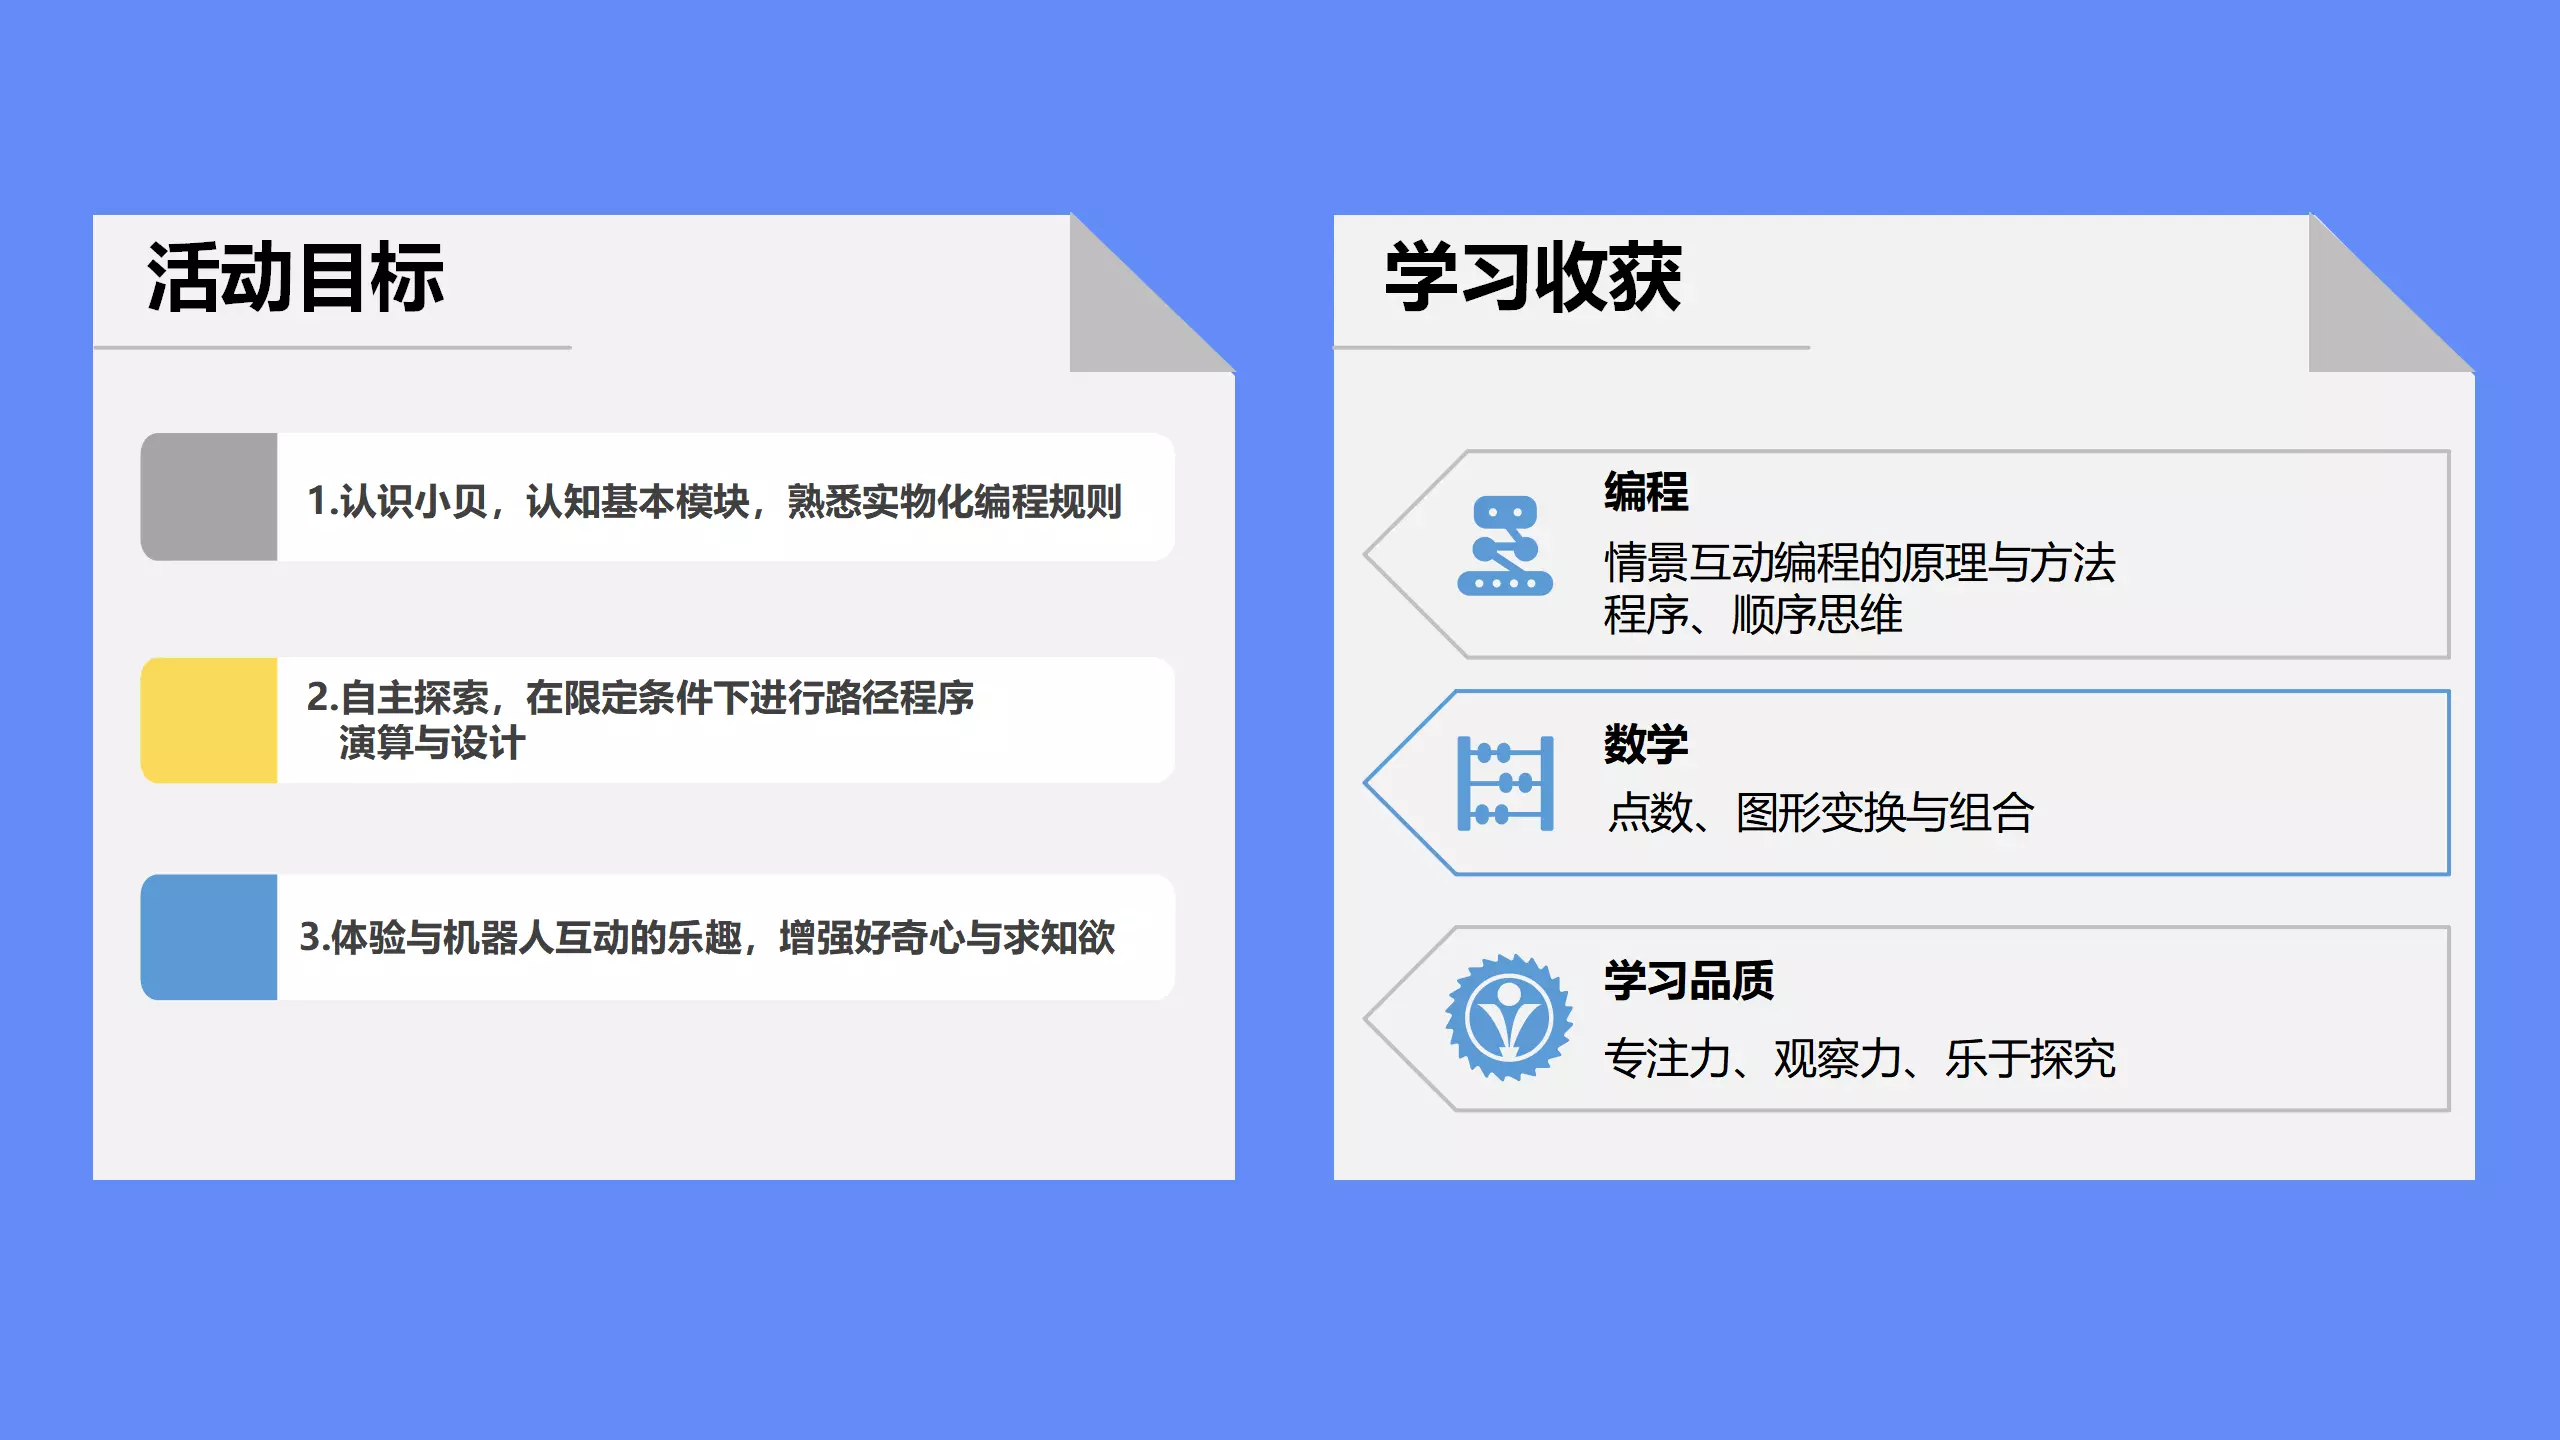 活动目标
1.认识小贝，认知基本模块，熟悉实物化编程规则
2.自主探索，在限定条件下进行路径程序
演算与设计
3.体验与机器人互动的乐趣，增强好奇心与求知欲
学习收获
编程
情景互动编程的原理与方法
程序、顺序思维
数学
点数、图形变换与组合
学习品质
专注力、观察力、乐于探究